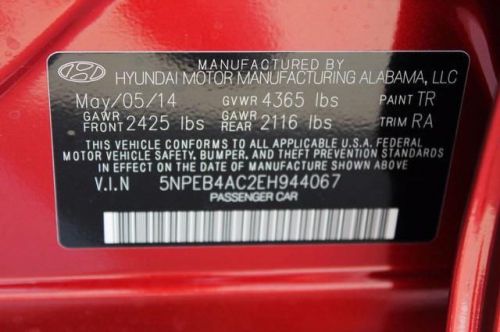 MANUFACTURED BY
HYUNDAI MOTOR MANUFACTURING ALABAMA, LLC
May/05/14 GVWR 4365 lbs PAINT TR
GAWR FRONT 2425 lbs GAWR REAR 2116 lbs TRIM RA
THIS VEHICLE CONFORMS TO ALL APPLICABLE U.S.A. FEDERAL
MOTOR VEHICLE SAFETY, BUMPER, AND THEFT PREVENTION STANDARDS
IN EFFECT ON THE DATE OF MANUFACTURE SHOWN ABOVE
V.I.N 5NPEB4AC2EH944067
PASSENGER CAR